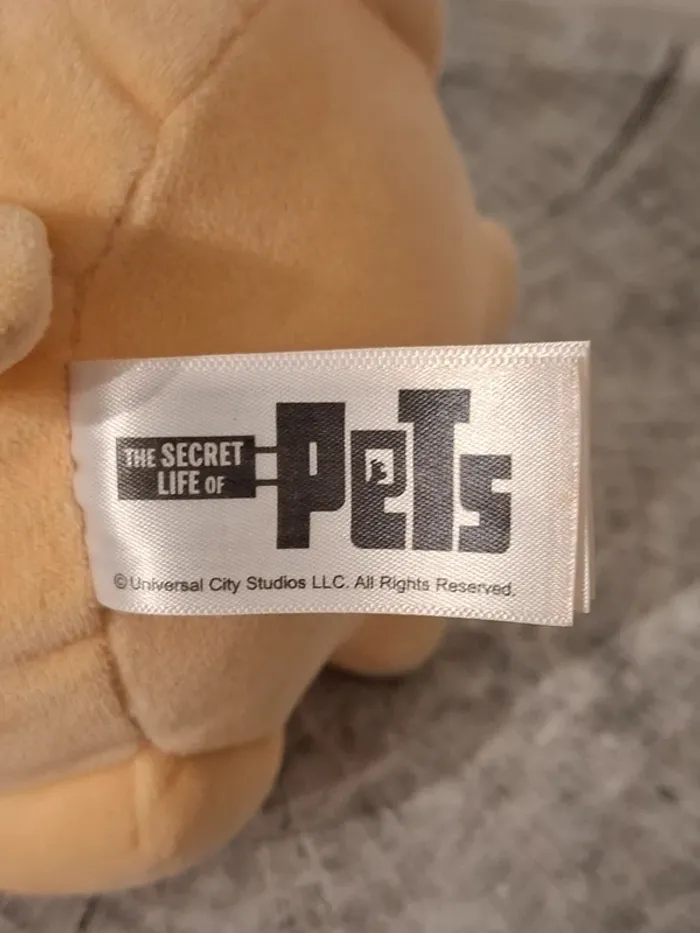 THE SECRET
LIFE OF
PeTs
©Universal City Studios LLC. All Rights Reserved.